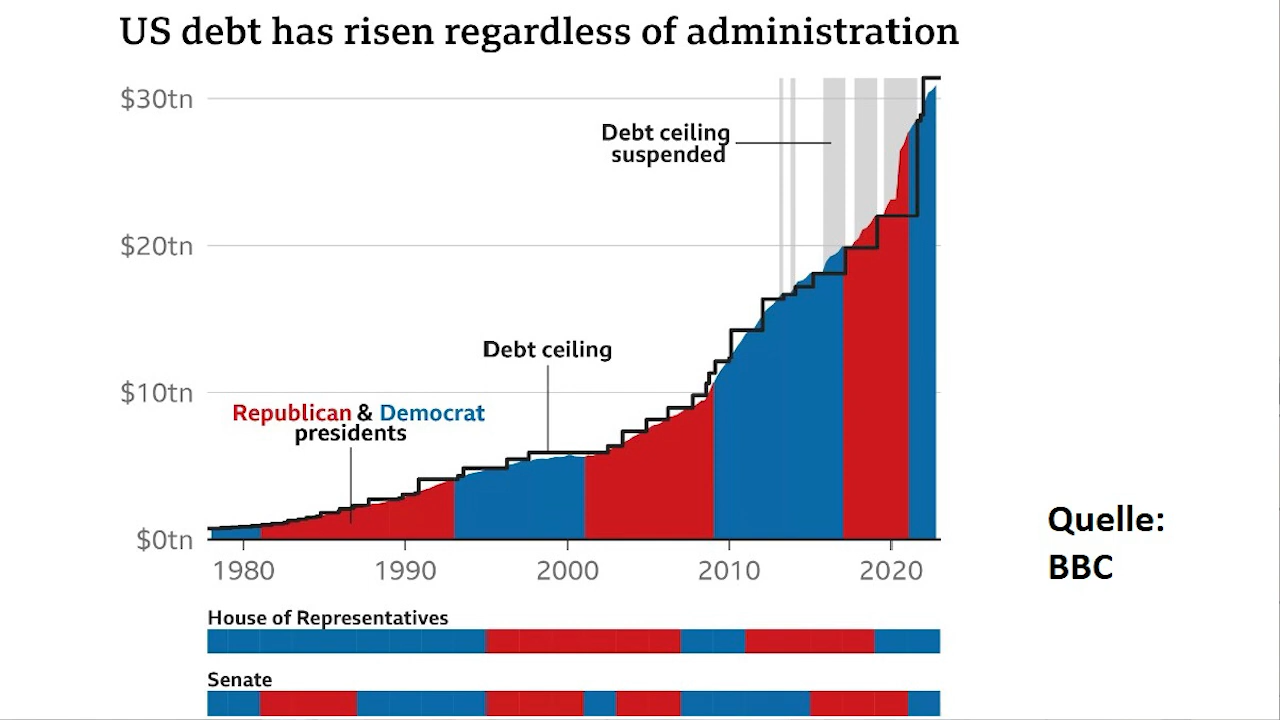 US debt has risen regardless of administration
$30tn
Debt ceiling
suspended
$20tn
Debt ceiling
$10tn
Republican & Democrat
presidents
$0tn
1980 1990 2000 2010 2020
Quelle:
BBC
House of Representatives
Senate